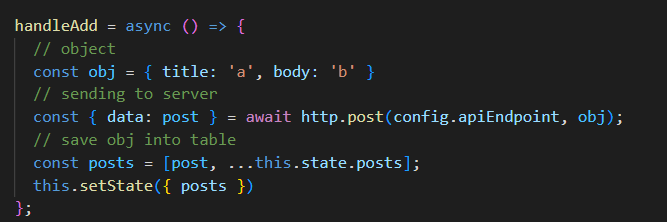 handleAdd = async () => {
// object
const obj = { title: 'a', body: 'b' }
// sending to server
const { data: post } = await http.post(config.apiEndpoint, obj);
// save obj into table
const posts = [post, ...this.state.posts];
this.setState({ posts })
};